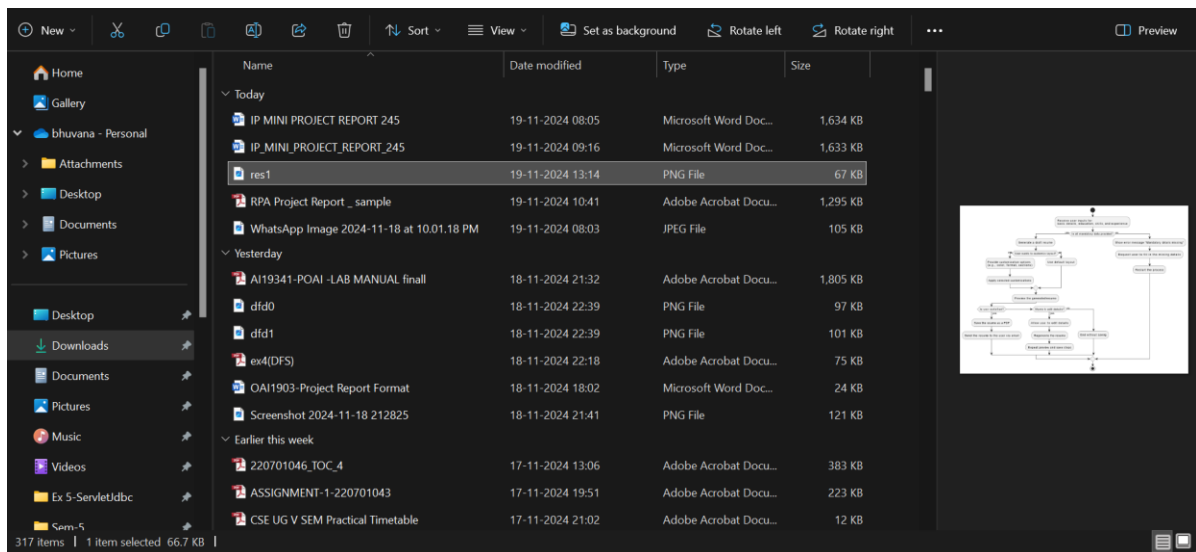 New Sort View Set as background Rotate left Rotate right ... Preview
Home
Gallery
bhuvana - Personal
Attachments
Desktop
Documents
Pictures
Desktop
Downloads
Documents
Pictures
Music
Videos
Ex 5-ServletJdbc
Sem-5
Name Date modified Type Size
Today
IP MINI PROJECT REPORT 245 19-11-2024 08:05 Microsoft Word Doc... 1,634 KB
IP_MINI_PROJECT_REPORT_245 19-11-2024 09:16 Microsoft Word Doc... 1,633 KB
res1 19-11-2024 13:14 PNG File 67 KB
RPA Project Report _ sample 19-11-2024 10:41 Adobe Acrobat Docu... 1,295 KB
WhatsApp Image 2024-11-18 at 10.01.18 PM 19-11-2024 08:03 JPEG File 105 KB
Yesterday
AI19341-POAI -LAB MANUAL finall 18-11-2024 21:32 Adobe Acrobat Docu... 1,805 KB
dfd0 18-11-2024 22:39 PNG File 97 KB
dfd1 18-11-2024 22:39 PNG File 101 KB
ex4(DFS) 18-11-2024 22:18 Adobe Acrobat Docu... 75 KB
OAI1903-Project Report Format 18-11-2024 18:02 Microsoft Word Doc... 24 KB
Screenshot 2024-11-18 212825 18-11-2024 21:41 PNG File 121 KB
Earlier this week
220701046_TOC_4 17-11-2024 13:06 Adobe Acrobat Docu... 383 KB
ASSIGNMENT-1-220701043 17-11-2024 19:51 Adobe Acrobat Docu... 223 KB
CSE UG V SEM Practical Timetable 17-11-2024 21:02 Adobe Acrobat Docu... 12 KB
317 items 1 item selected 66.7 KB